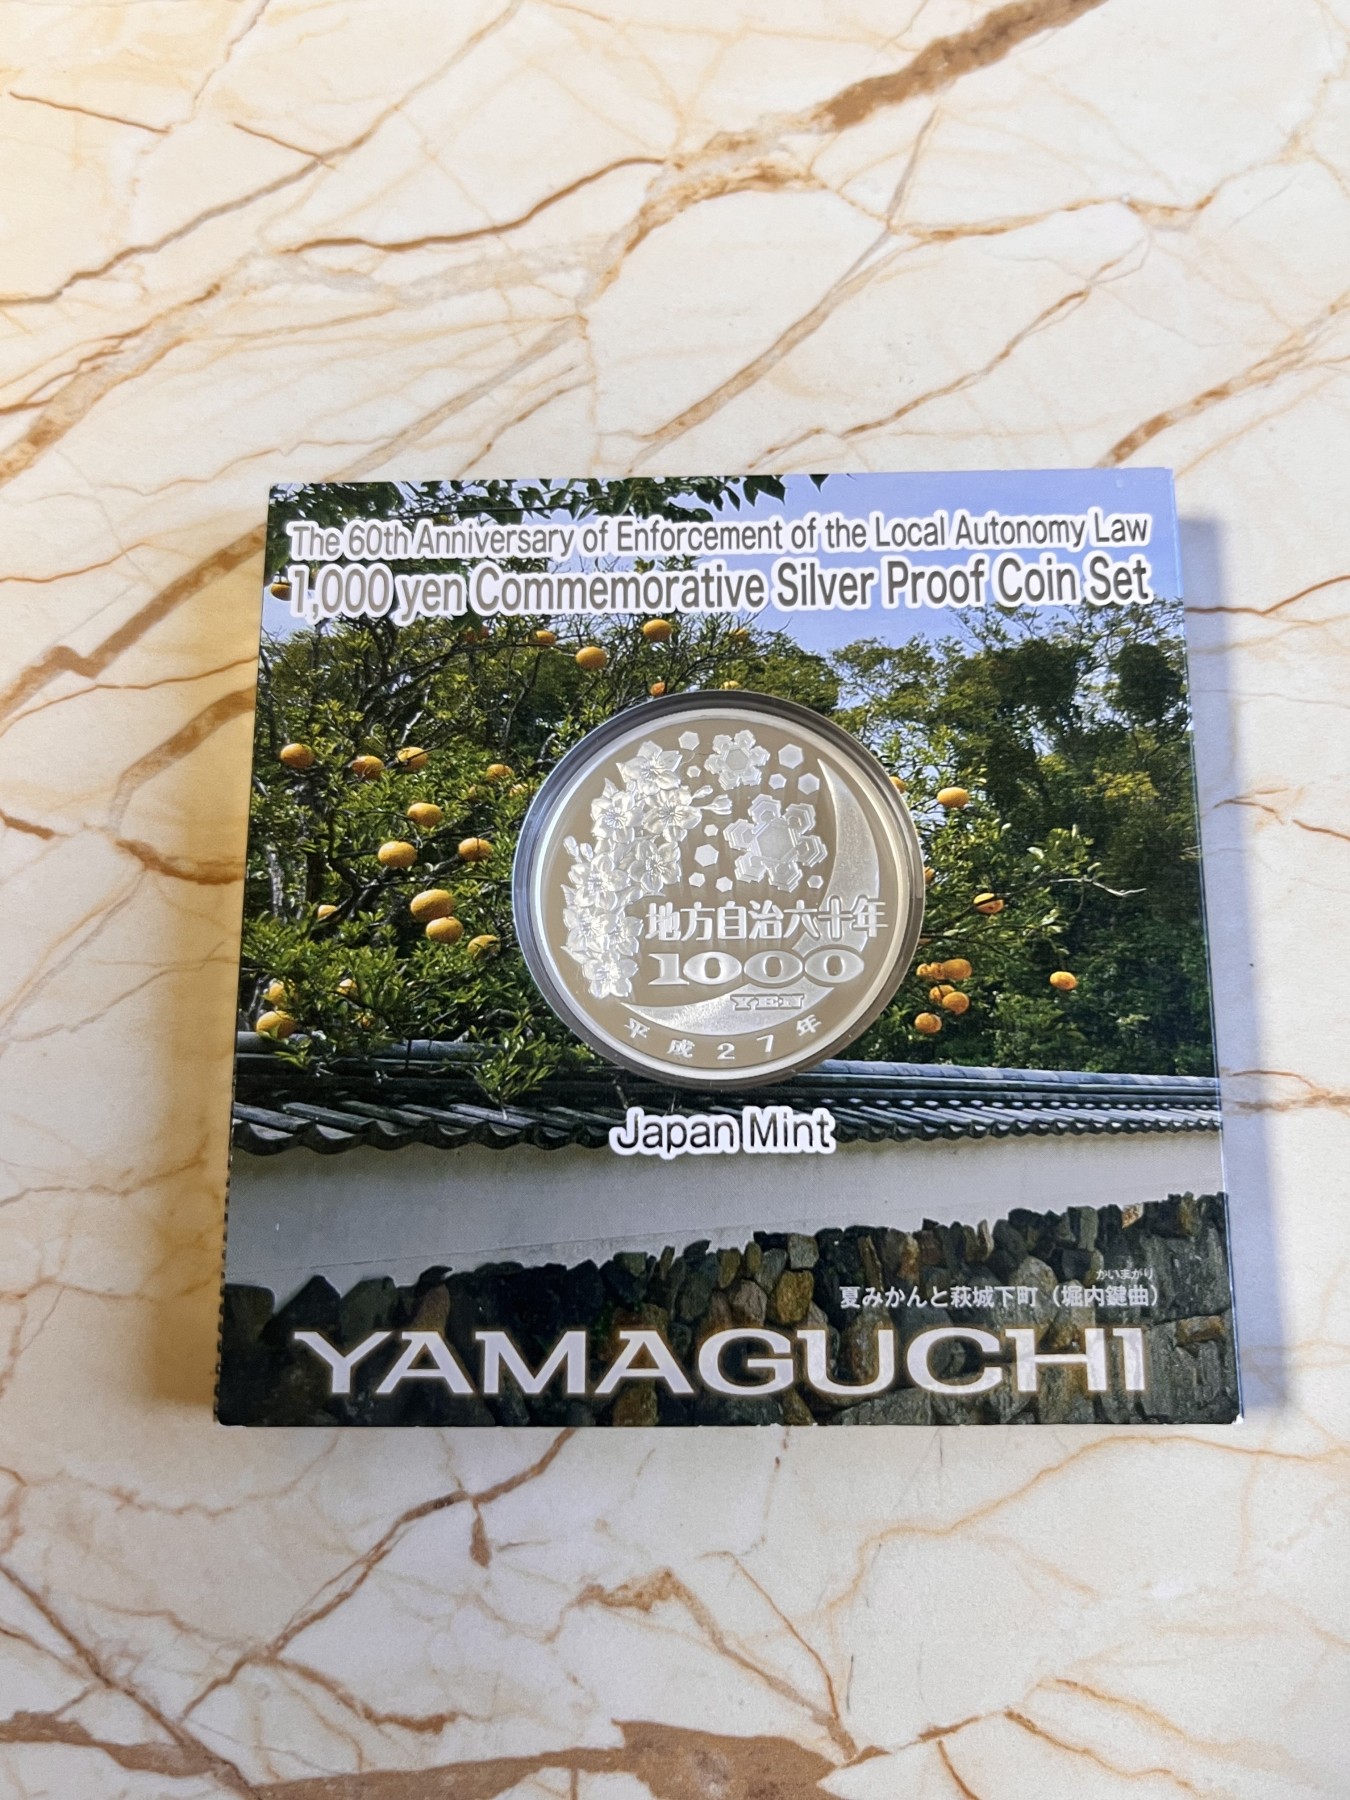 The 60th Anniversary of Enforcement of the Local Autonomy Law
1,000 yen Commemorative Silver Proof Coin Set
地方自治六十年
1000
YEN
平成27年
Japan Mint
かいまがり
夏みかんと萩城下町（堀内鍵曲）
YAMAGUCHI